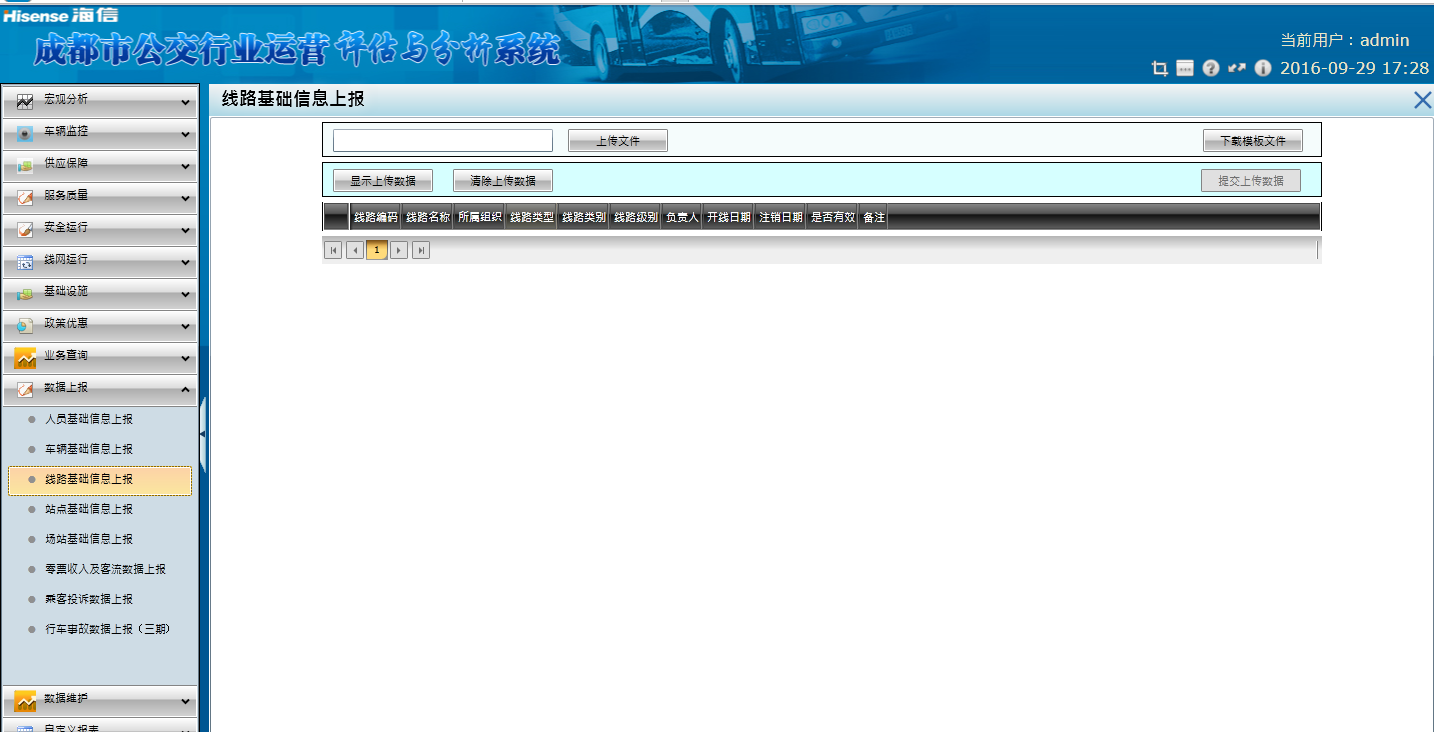 Hisense 海信
成都市公交行业运营评估与分析系统
当前用户：admin
2016-09-29 17:28
宏观分析
车辆监控
供应保障
服务质量
安全运行
线网运行
基础设施
政策优惠
业务查询
数据上报
人员基础信息上报
车辆基础信息上报
线路基础信息上报
站点基础信息上报
场站基础信息上报
零票收入及客流数据上报
乘客投诉数据上报
行车事故数据上报（三期）
数据维护
自定义报表
线路基础信息上报
上传文件 下载模板文件
显示上传数据 清除上传数据 提交上传数据
线路编码 线路名称 所属组织 线路类型 线路类别 线路级别 负责人 开线日期 注销日期 是否有效 备注
1